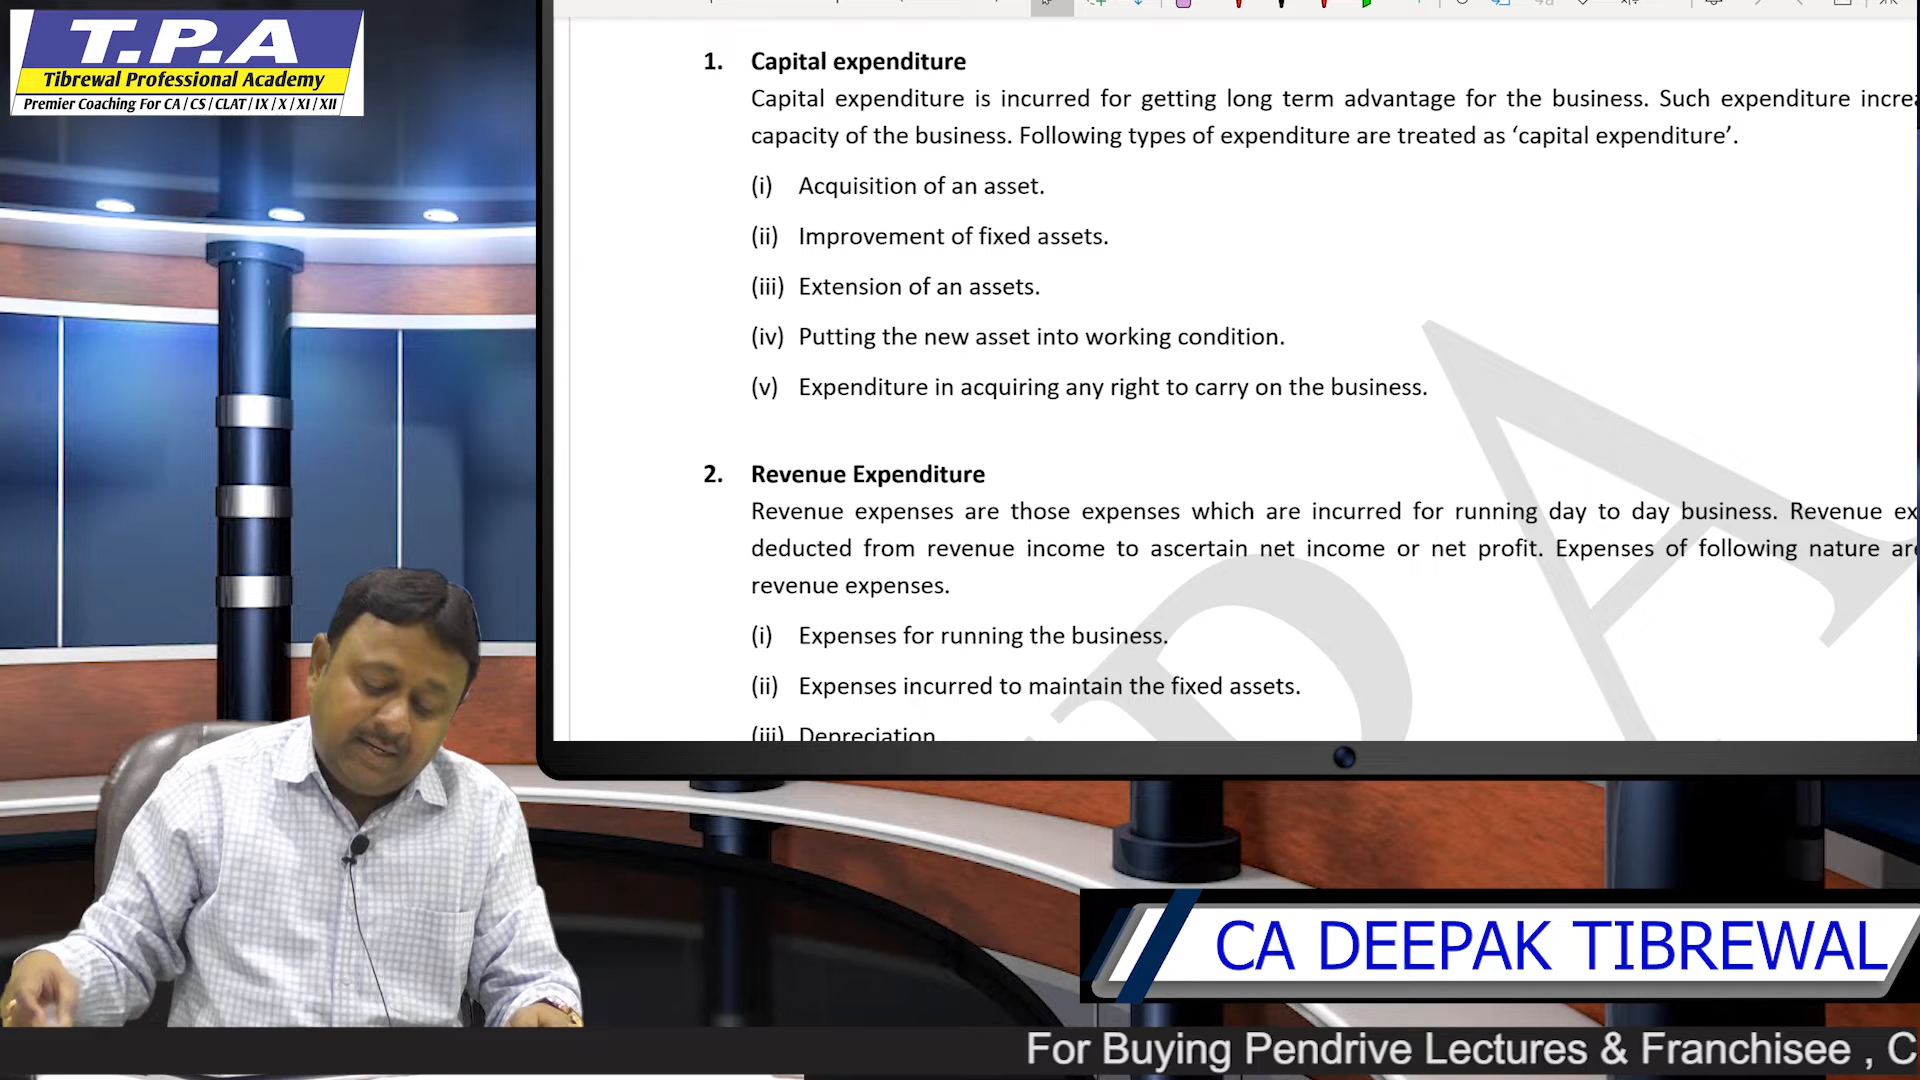 T.P.A
Tibrewal Professional Academy
Premier Coaching For CA / CS / CLAT / IX / X / XI / XII
1. Capital expenditure
Capital expenditure is incurred for getting long term advantage for the business. Such expenditure increa
capacity of the business. Following types of expenditure are treated as ‘capital expenditure’.
(i) Acquisition of an asset.
(ii) Improvement of fixed assets.
(iii) Extension of an assets.
(iv) Putting the new asset into working condition.
(v) Expenditure in acquiring any right to carry on the business.
2. Revenue Expenditure
Revenue expenses are those expenses which are incurred for running day to day business. Revenue ex
deducted from revenue income to ascertain net income or net profit. Expenses of following nature are
revenue expenses.
(i) Expenses for running the business.
(ii) Expenses incurred to maintain the fixed assets.
(iii) Depreciation
PA
CA DEEPAK TIBREWAL
For Buying Pendrive Lectures & Franchisee , C